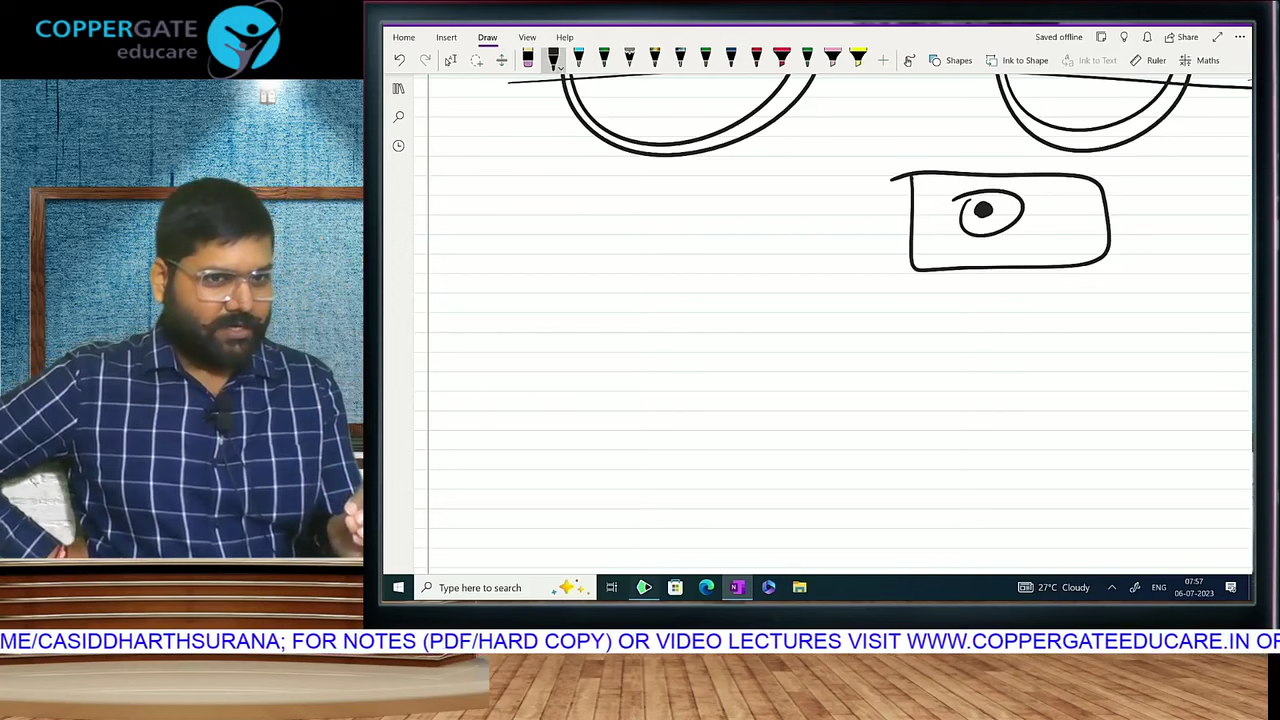 COPPERGATE
educare
Home Insert Draw View Help
Saved offline
Share
Shapes
Ink to Shape
Ink to Text
Ruler
Maths
Type here to search
27°C Cloudy
ENG
07:57
06-07-2023
ME/CASIDDHARTHSURANA; FOR NOTES (PDF/HARD COPY) OR VIDEO LECTURES VISIT WWW.COPPERGATEEDUCARE.IN OF